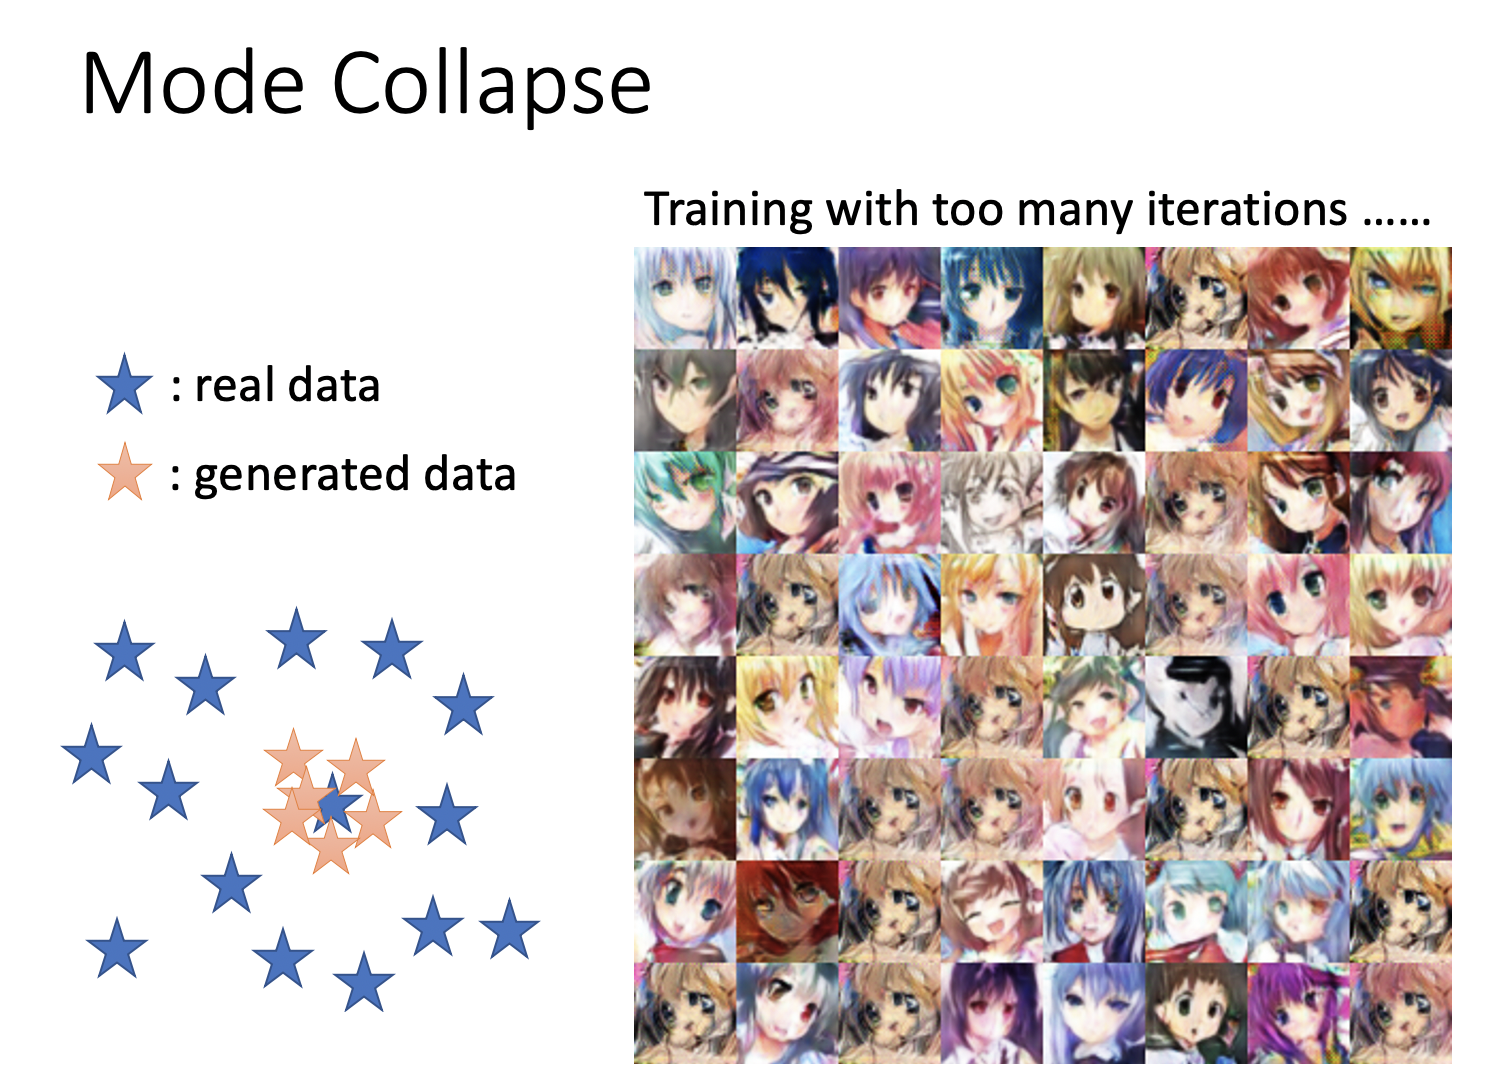 Mode Collapse
Training with too many iterations ……
: real data
: generated data